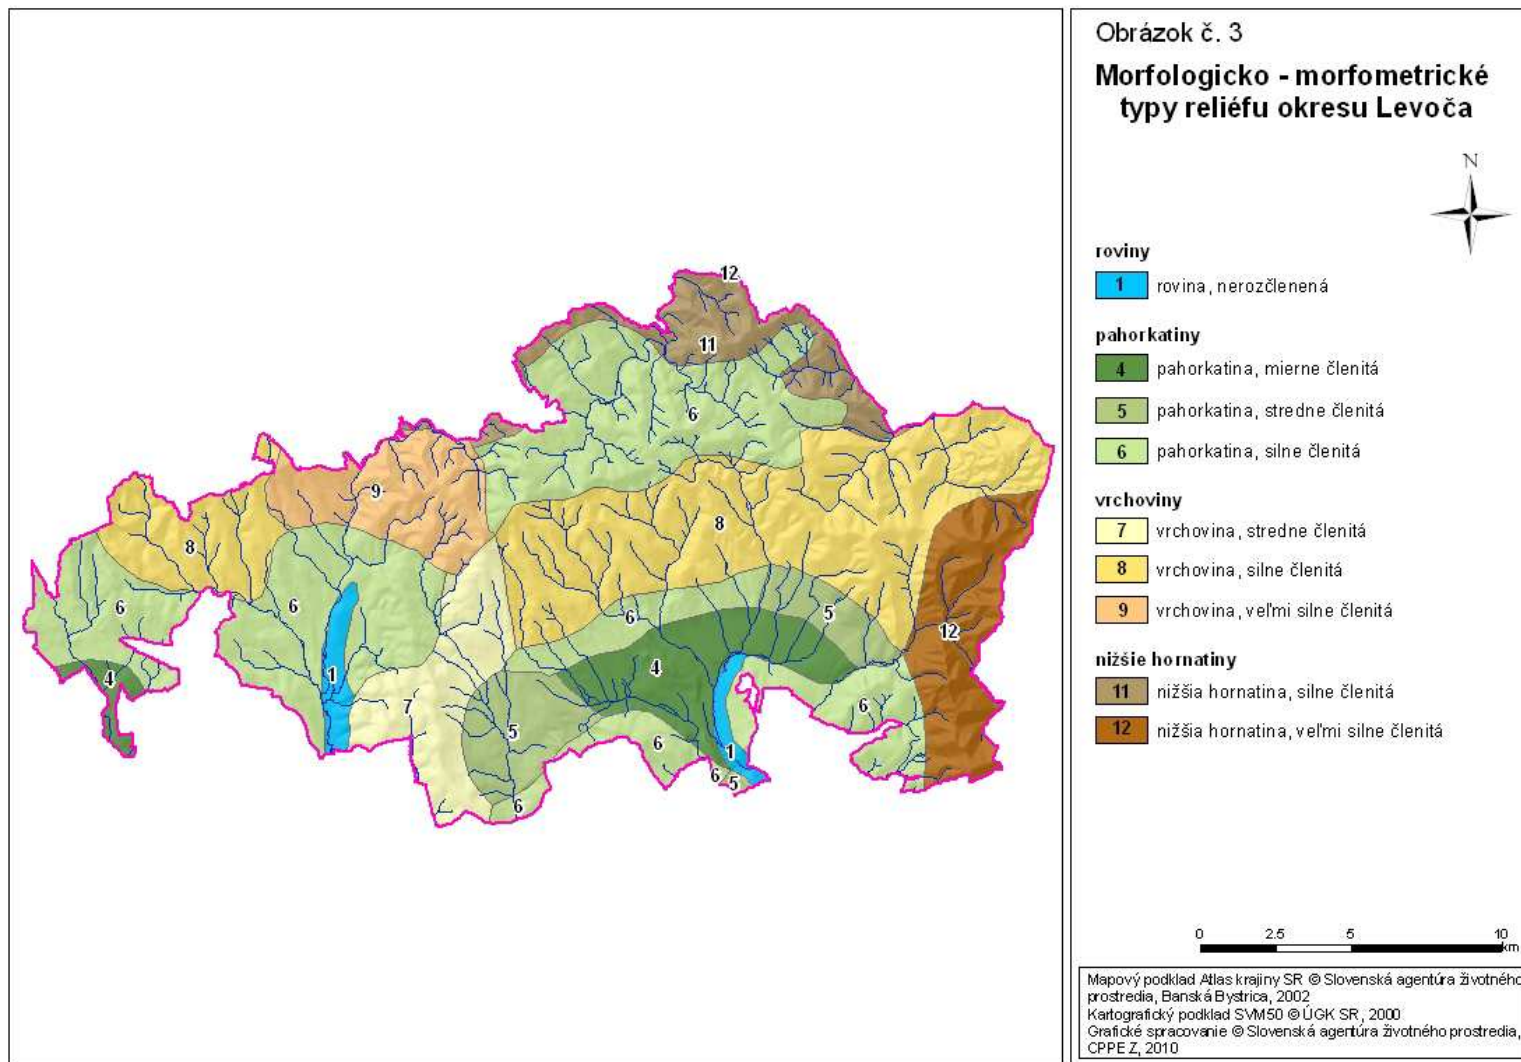 Obrázok č. 3
Morfologicko - morfometrické
typy reliéfu okresu Levoča
N
roviny
1 rovina, nerozčlenená
pahorkatiny
4 pahorkatina, mierne členitá
5 pahorkatina, stredne členitá
6 pahorkatina, silne členitá
vrchoviny
7 vrchovina, stredne členitá
8 vrchovina, silne členitá
9 vrchovina, veľmi silne členitá
nižšie hornatiny
11 nižšia hornatina, silne členitá
12 nižšia hornatina, veľmi silne členitá
0 2.5 5 10
km
Mapový podklad Atlas krajiny SR © Slovenská agentúra životného
prostredia, Banská Bystrica, 2002
Kartografický podklad SVM50 © ÚGK SR, 2000
Grafické spracovanie © Slovenská agentúra životného prostredia,
CPPE Z, 2010
12
11
6
9
8
8
6
6
6
5
12
4
4
1
7
6
5
6
1
6
5
6